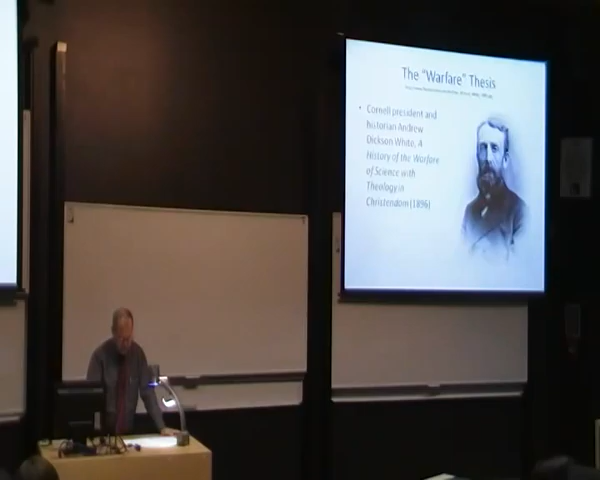 The "Warfare" Thesis
• Cornell president and
historian Andrew
Dickson White, A
History of the Warfare
of Science with
Theology in
Christendom (1896)